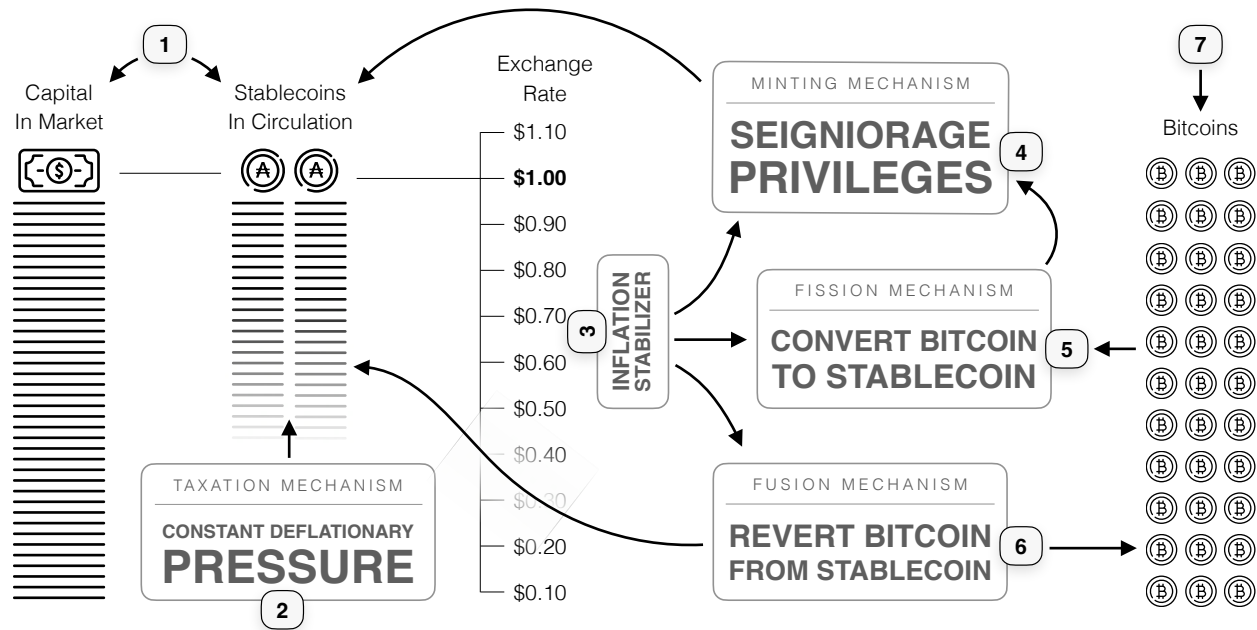 1
7
Capital
In Market
Stablecoins
In Circulation
Exchange
Rate
$1.10
$1.00
$0.90
$0.80
$0.70
$0.60
$0.50
$0.40
$0.30
$0.20
$0.10
MINTING MECHANISM
SEIGNIORAGE
PRIVILEGES
4
Bitcoins
3
INFLATION
STABILIZER
FISSION MECHANISM
CONVERT BITCOIN
TO STABLECOIN
5
TAXATION MECHANISM
CONSTANT DEFLATIONARY
PRESSURE
2
FUSION MECHANISM
REVERT BITCOIN
FROM STABLECOIN
6